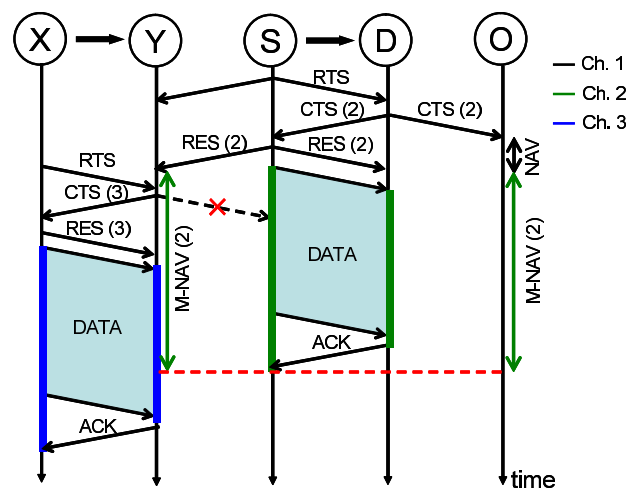 X
Y
S
D
O
RTS
Ch. 1
Ch. 2
Ch. 3
CTS (2)
CTS (2)
RES (2)
RES (2)
NAV
RTS
CTS (3)
RES (3)
M-NAV (2)
M-NAV (2)
DATA
DATA
ACK
ACK
time